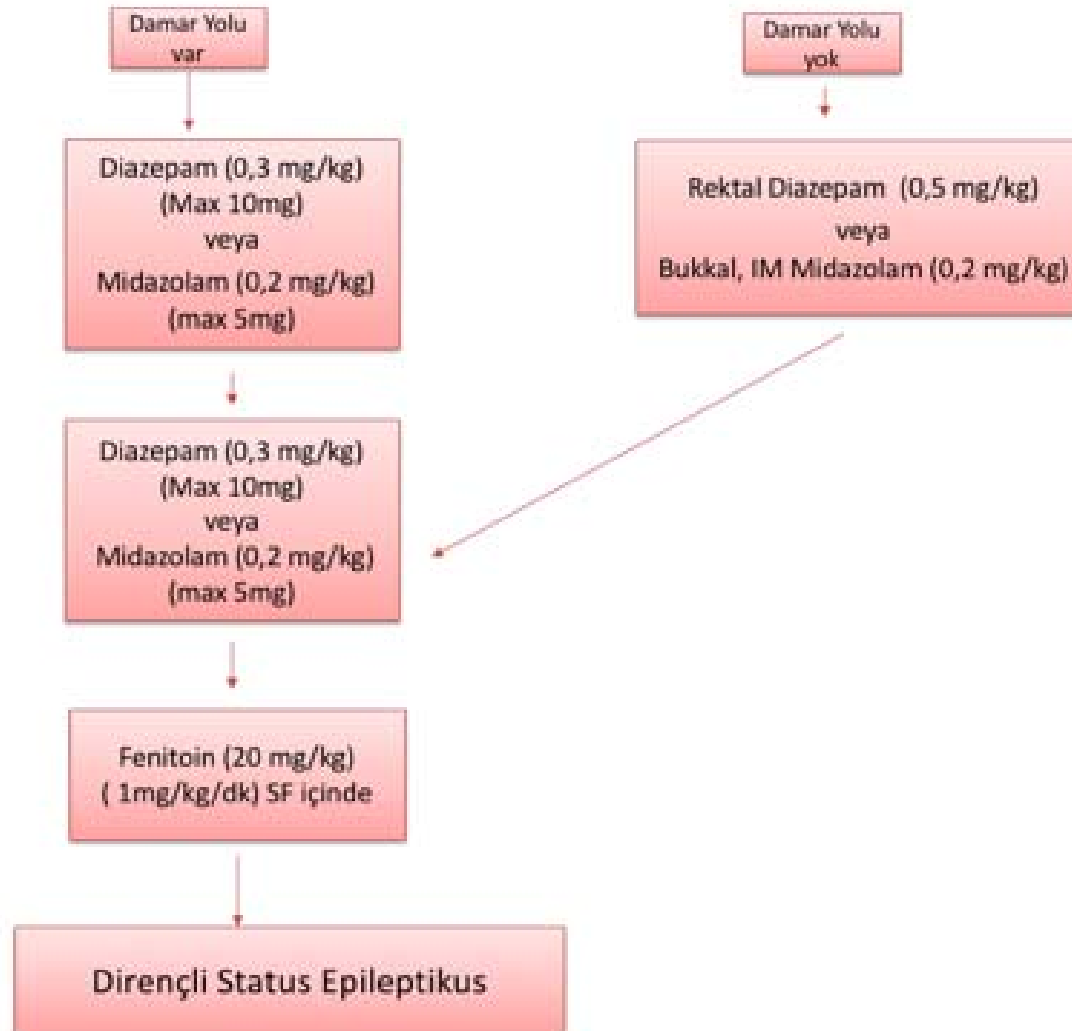 Damar Yolu
var
Diazepam (0,3 mg/kg)
(Max 10mg)
veya
Midazolam (0,2 mg/kg)
(max 5mg)
Diazepam (0,3 mg/kg)
(Max 10mg)
veya
Midazolam (0,2 mg/kg)
(max 5mg)
Fenitoin (20 mg/kg)
( 1mg/kg/dk) SF içinde
Dirençli Status Epileptikus
Damar Yolu
yok
Rektal Diazepam (0,5 mg/kg)
veya
Bukkal, IM Midazolam (0,2 mg/kg)